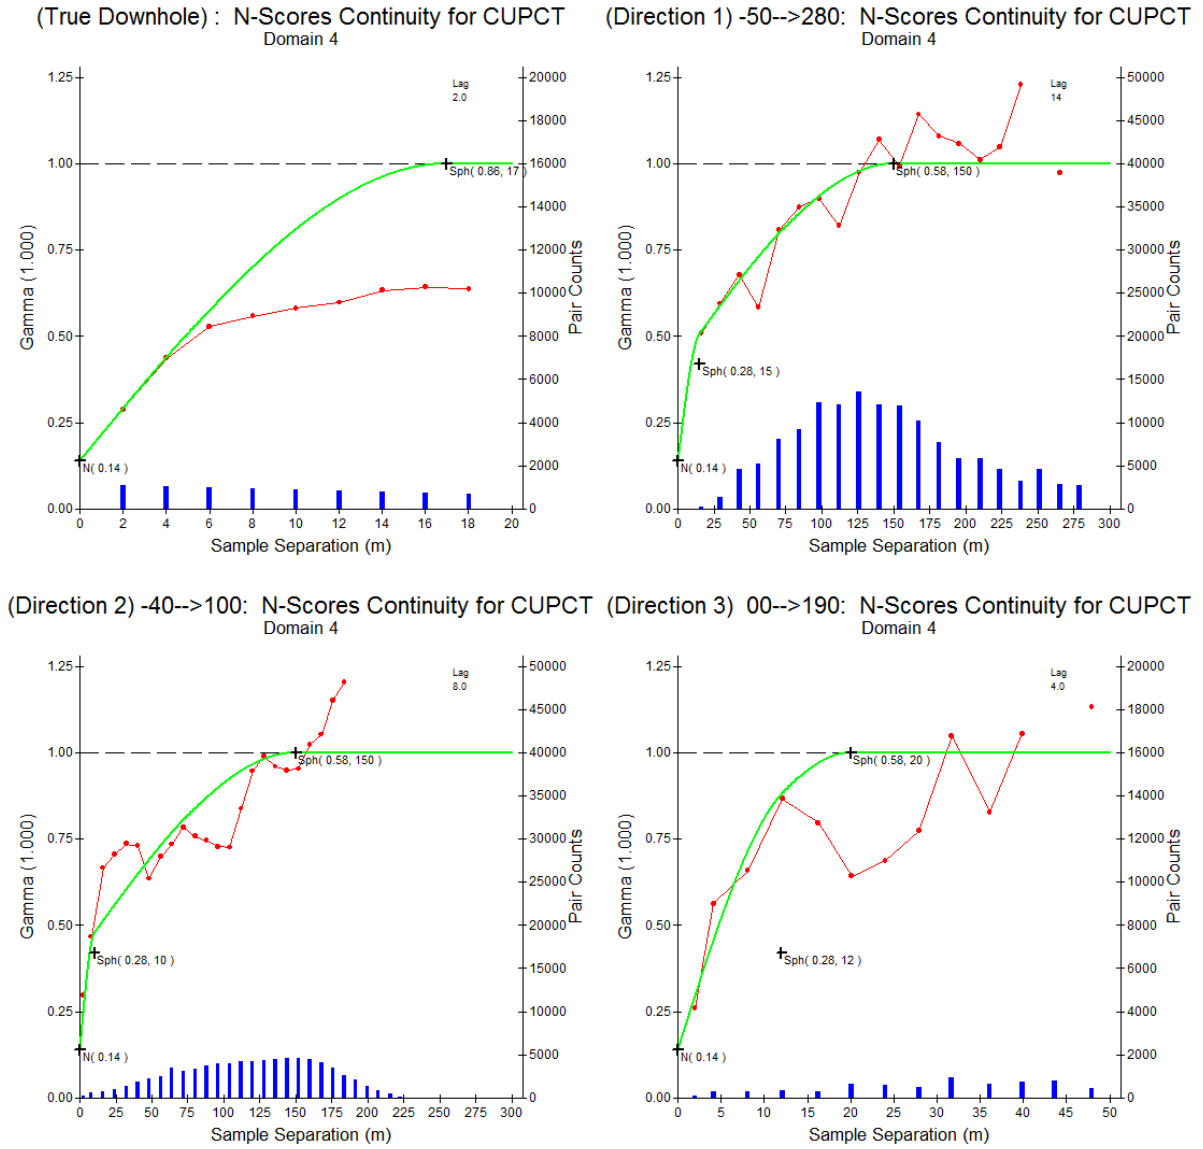 (True Downhole) : N-Scores Continuity for CUPCT
Domain 4
Lag
2.0
1.25
1.00
0.75
0.50
0.25
0.00
Gamma (1.000)
20000
18000
16000
14000
12000
10000
8000
6000
4000
2000
0
Pair Counts
Sph( 0.86, 17 )
N( 0.14 )
0 2 4 6 8 10 12 14 16 18 20
Sample Separation (m)
(Direction 1) -50-->280: N-Scores Continuity for CUPCT
Domain 4
Lag
14
1.25
1.00
0.75
0.50
0.25
0.00
Gamma (1.000)
50000
45000
40000
35000
30000
25000
20000
15000
10000
5000
0
Pair Counts
Sph( 0.58, 150 )
Sph( 0.28, 15 )
N( 0.14 )
0 25 50 75 100 125 150 175 200 225 250 275 300
Sample Separation (m)
(Direction 2) -40-->100: N-Scores Continuity for CUPCT
Domain 4
Lag
8.0
1.25
1.00
0.75
0.50
0.25
0.00
Gamma (1.000)
50000
45000
40000
35000
30000
25000
20000
15000
10000
5000
0
Pair Counts
Sph( 0.58, 150 )
Sph( 0.28, 10 )
N( 0.14 )
0 25 50 75 100 125 150 175 200 225 250 275 300
Sample Separation (m)
(Direction 3) 00-->190: N-Scores Continuity for CUPCT
Domain 4
Lag
4.0
1.25
1.00
0.75
0.50
0.25
0.00
Gamma (1.000)
20000
18000
16000
14000
12000
10000
8000
6000
4000
2000
0
Pair Counts
Sph( 0.58, 20 )
Sph( 0.28, 12 )
N( 0.14 )
0 5 10 15 20 25 30 35 40 45 50
Sample Separation (m)